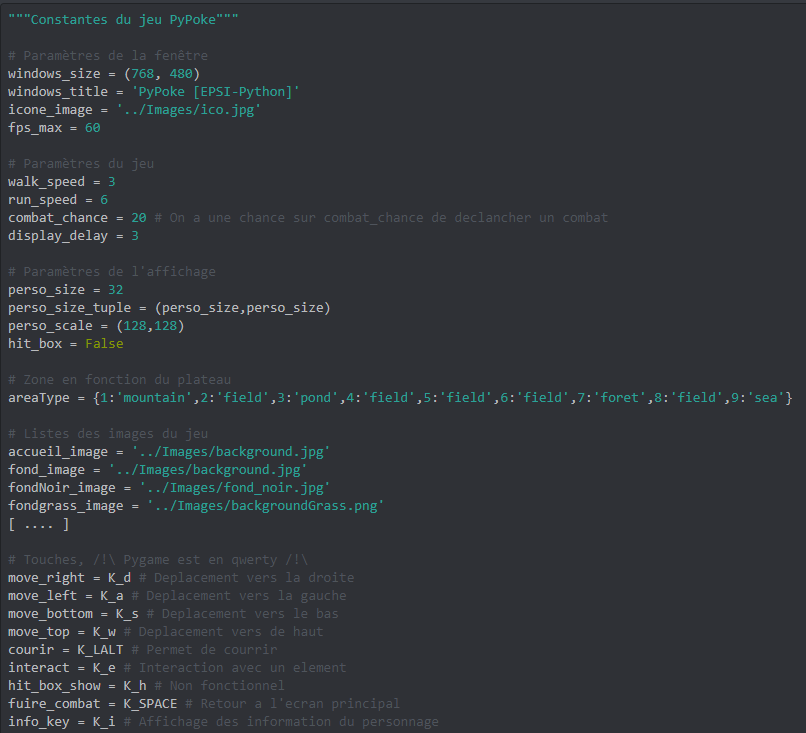 """Constantes du jeu PyPoke"""
# Paramètres de la fenêtre
windows_size = (768, 480)
windows_title = 'PyPoke [EPSI-Python]'
icone_image = '../Images/ico.jpg'
fps_max = 60
# Paramètres du jeu
walk_speed = 3
run_speed = 6
combat_chance = 20 # On a une chance sur combat_chance de declancher un combat
display_delay = 3
# Paramètres de l'affichage
perso_size = 32
perso_size_tuple = (perso_size,perso_size)
perso_scale = (128,128)
hit_box = False
# Zone en fonction du plateau
areaType = {1:'mountain',2:'field',3:'pond',4:'field',5:'field',6:'field',7:'foret',8:'field',9:'sea'}
# Listes des images du jeu
accueil_image = '../Images/background.jpg'
fond_image = '../Images/background.jpg'
fondNoir_image = '../Images/fond_noir.jpg'
fondgrass_image = '../Images/backgroundGrass.png'
[ .... ]
# Touches, /!\ Pygame est en qwerty /!\
move_right = K_d # Deplacement vers la droite
move_left = K_a # Deplacement vers la gauche
move_bottom = K_s # Deplacement vers le bas
move_top = K_w # Deplacement vers de haut
courir = K_LALT # Permet de courrir
interact = K_e # Interaction avec un element
hit_box_show = K_h # Non fonctionnel
fuire_combat = K_SPACE # Retour a l'ecran principal
info_key = K_i # Affichage des information du personnage